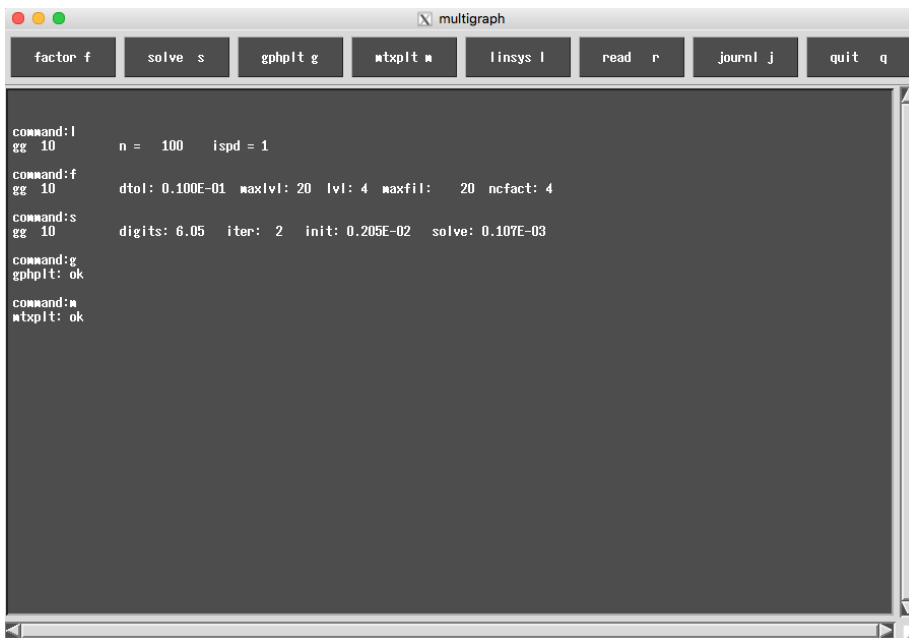 multigraph
factor f solve s gphplt g mtxplt m linsys l read r journl j quit q
command:l
gg 10 n = 100 ispd = 1
command:f
gg 10 dtol: 0.100E-01 maxlvl: 20 lvl: 4 maxfil: 20 ncfact: 4
command:s
gg 10 digits: 6.05 iter: 2 init: 0.205E-02 solve: 0.107E-03
command:g
gphplt: ok
command:m
mtxplt: ok